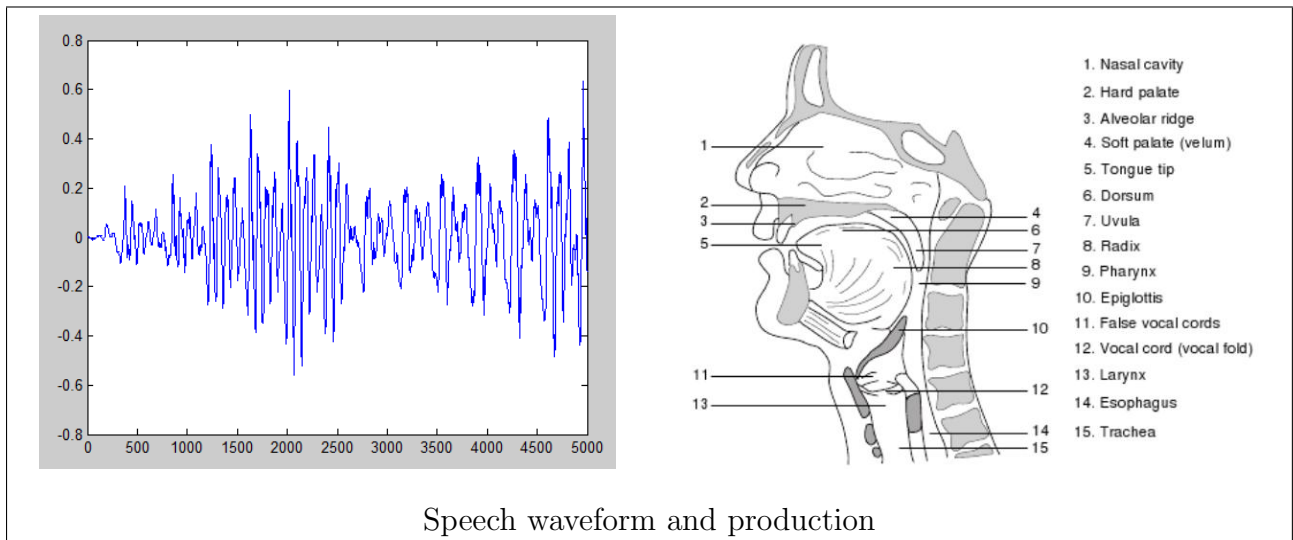 0.8
0.6
0.4
0.2
0
-0.2
-0.4
-0.6
-0.8
0 500 1000 1500 2000 2500 3000 3500 4000 4500 5000
1
2
3
5
11
13
4
6
7
8
9
10
12
14
15
1. Nasal cavity
2. Hard palate
3. Alveolar ridge
4. Soft palate (velum)
5. Tongue tip
6. Dorsum
7. Uvula
8. Radix
9. Pharynx
10. Epiglottis
11. False vocal cords
12. Vocal cord (vocal fold)
13. Larynx
14. Esophagus
15. Trachea
Speech waveform and production